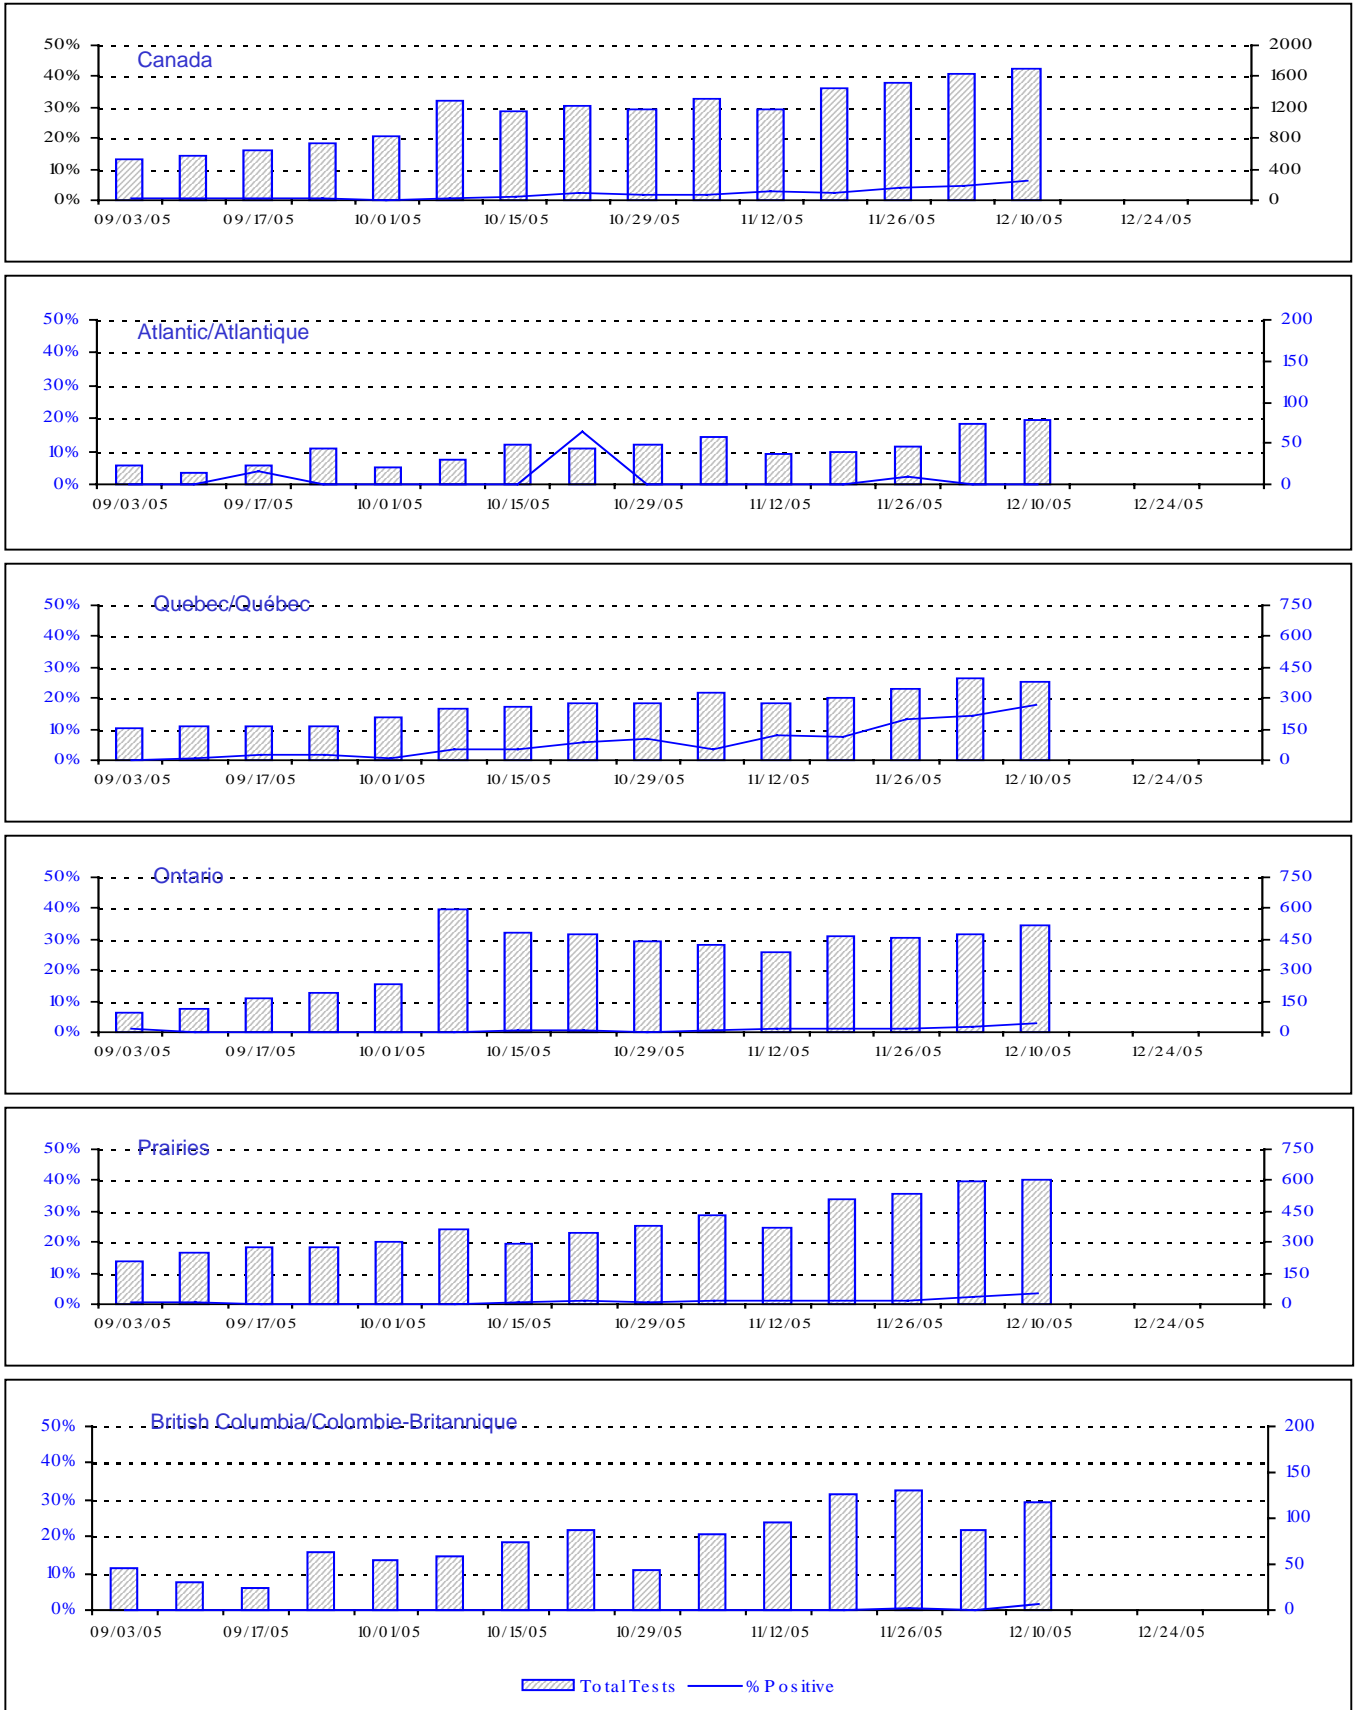 Canada
50% 2000
40% 1600
30% 1200
20% 800
10% 400
0% 0
09/03/05 09/17/05 10/01/05 10/15/05 10/29/05 11/12/05 11/26/05 12/10/05 12/24/05
Atlantic/Atlantique
50% 200
40% 150
30% 100
20% 50
10% 0
0%
09/03/05 09/17/05 10/01/05 10/15/05 10/29/05 11/12/05 11/26/05 12/10/05 12/24/05
Quebec/Québec
50% 750
40% 600
30% 450
20% 300
10% 150
0% 0
09/03/05 09/17/05 10/01/05 10/15/05 10/29/05 11/12/05 11/26/05 12/10/05 12/24/05
Ontario
50% 750
40% 600
30% 450
20% 300
10% 150
0% 0
09/03/05 09/17/05 10/01/05 10/15/05 10/29/05 11/12/05 11/26/05 12/10/05 12/24/05
Prairies
50% 750
40% 600
30% 450
20% 300
10% 150
0% 0
09/03/05 09/17/05 10/01/05 10/15/05 10/29/05 11/12/05 11/26/05 12/10/05 12/24/05
British Columbia/Colombie-Britannique
50% 200
40% 150
30% 100
20% 50
10% 0
0%
09/03/05 09/17/05 10/01/05 10/15/05 10/29/05 11/12/05 11/26/05 12/10/05 12/24/05
Total Tests % Positive